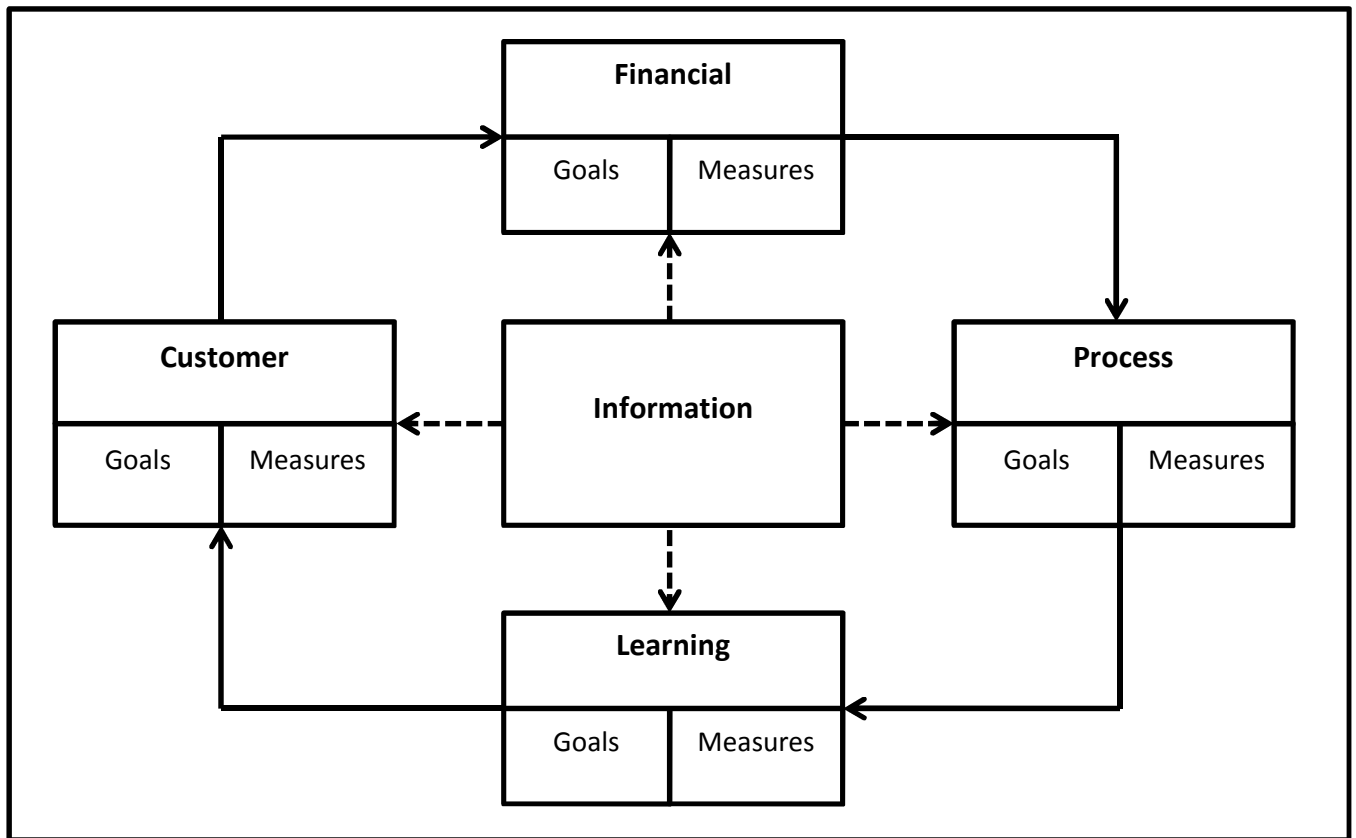 Financial
Goals Measures
Customer
Goals Measures
Information
Process
Goals Measures
Learning
Goals Measures